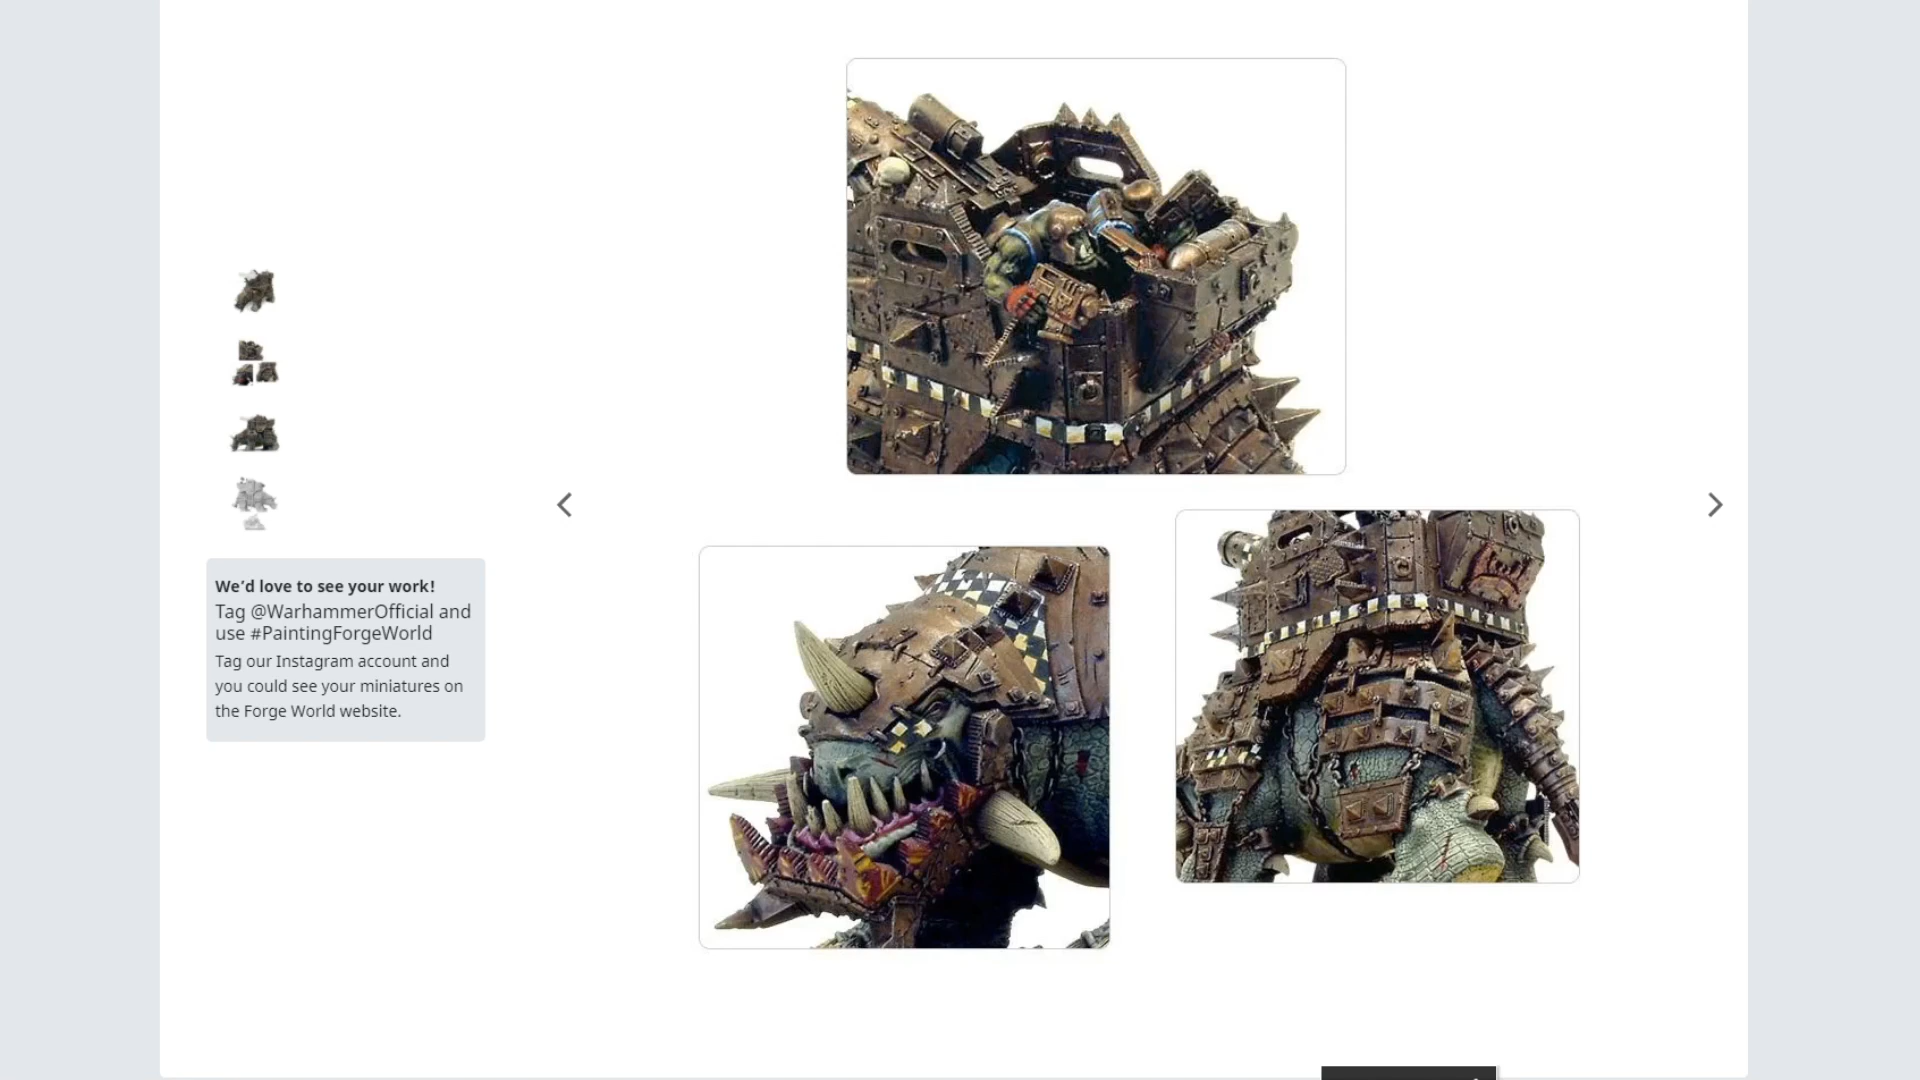 We'd love to see your work!
Tag @WarhammerOfficial and
use #PaintingForgeWorld
Tag our Instagram account and
you could see your miniatures on
the Forge World website.